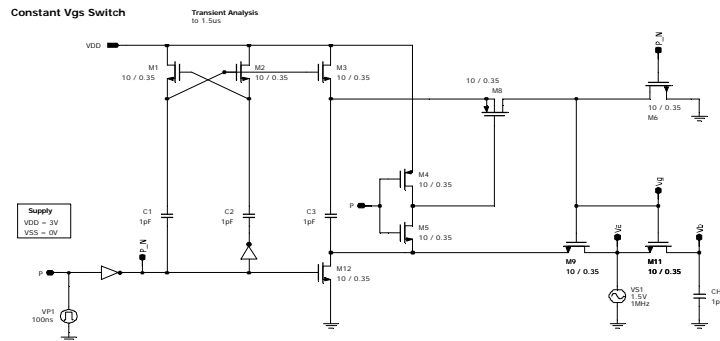 Constant Vgs Switch
Transient Analysis
to 1.5us
VDD
M1
10 / 0.35
M2
10 / 0.35
M3
10 / 0.35
10 / 0.35
M8
P_N
10 / 0.35
M6
M4
10 / 0.35
P
M5
10 / 0.35
C1
1pF
C2
1pF
C3
1pF
Supply
VDD = 3V
VSS = 0V
P_N
P
VP1
100ns
M12
10 / 0.35
M9
10 / 0.35
Va
Vg
Vb
M11
10 / 0.35
VS1
1.5V
1MHz
CH
1p